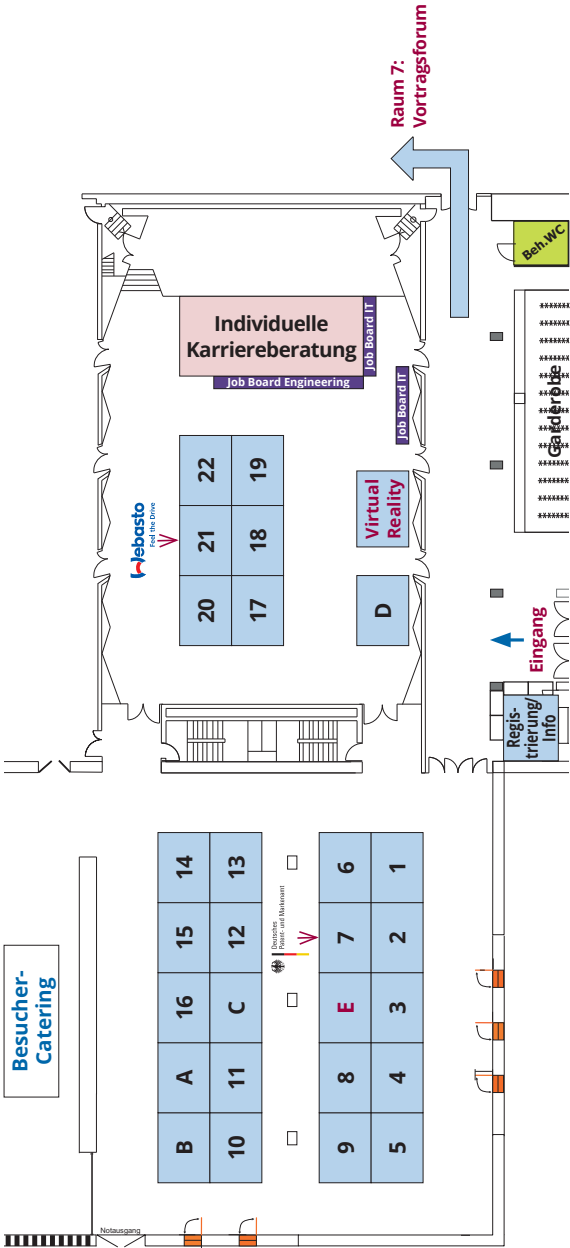 Raum 7:
Vortragsforum
Beh.WC
Individuelle
Karriereberatung
Job Board IT
Job Board Engineering
Job Board IT
Garderobe
22
19
21
18
20
17
Webasto
Feel the Drive
Virtual
Reality
D
Eingang
Regis-
trierung/
Info
14
13
15
12
16
C
A
11
B
10
Deutsches
Patent- und Markenamt
6
1
7
2
E
3
8
4
9
5
Besucher-
Catering
Notausgang